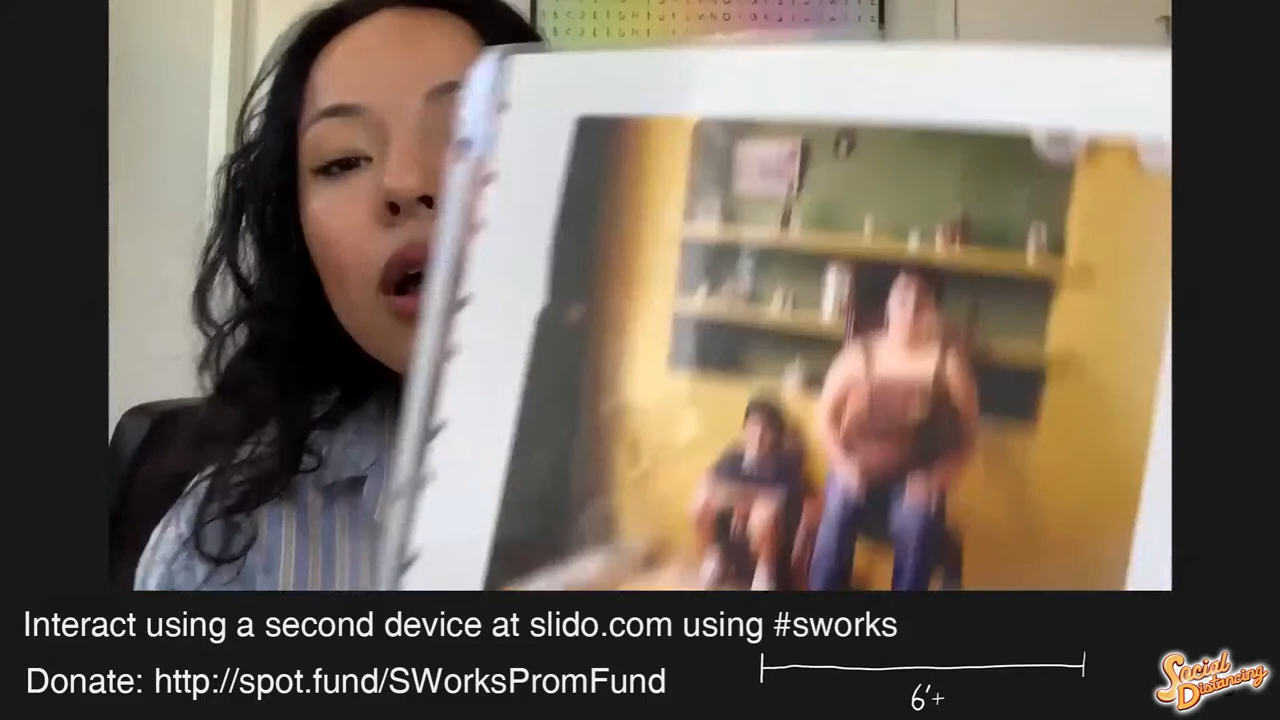 Interact using a second device at slido.com using #sworks
Donate: http://spot.fund/SWorksPromFund
6'+
Social
Distancing